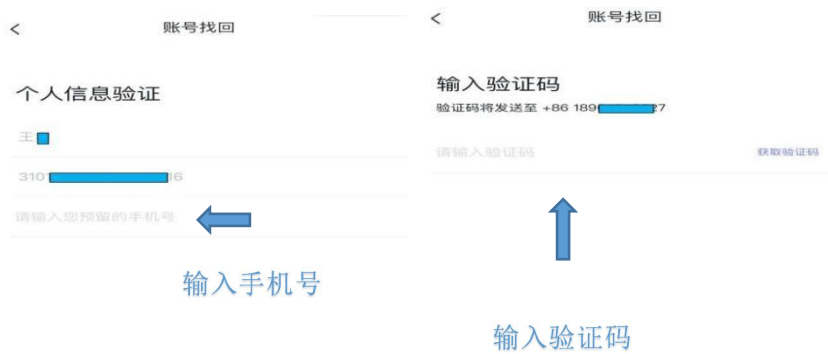 账号找回
个人信息验证
王
310 16
请输入您预留的手机号
输入手机号
账号找回
输入验证码
验证码将发送至 +86 189 27
请输入验证码 获取验证码
输入验证码